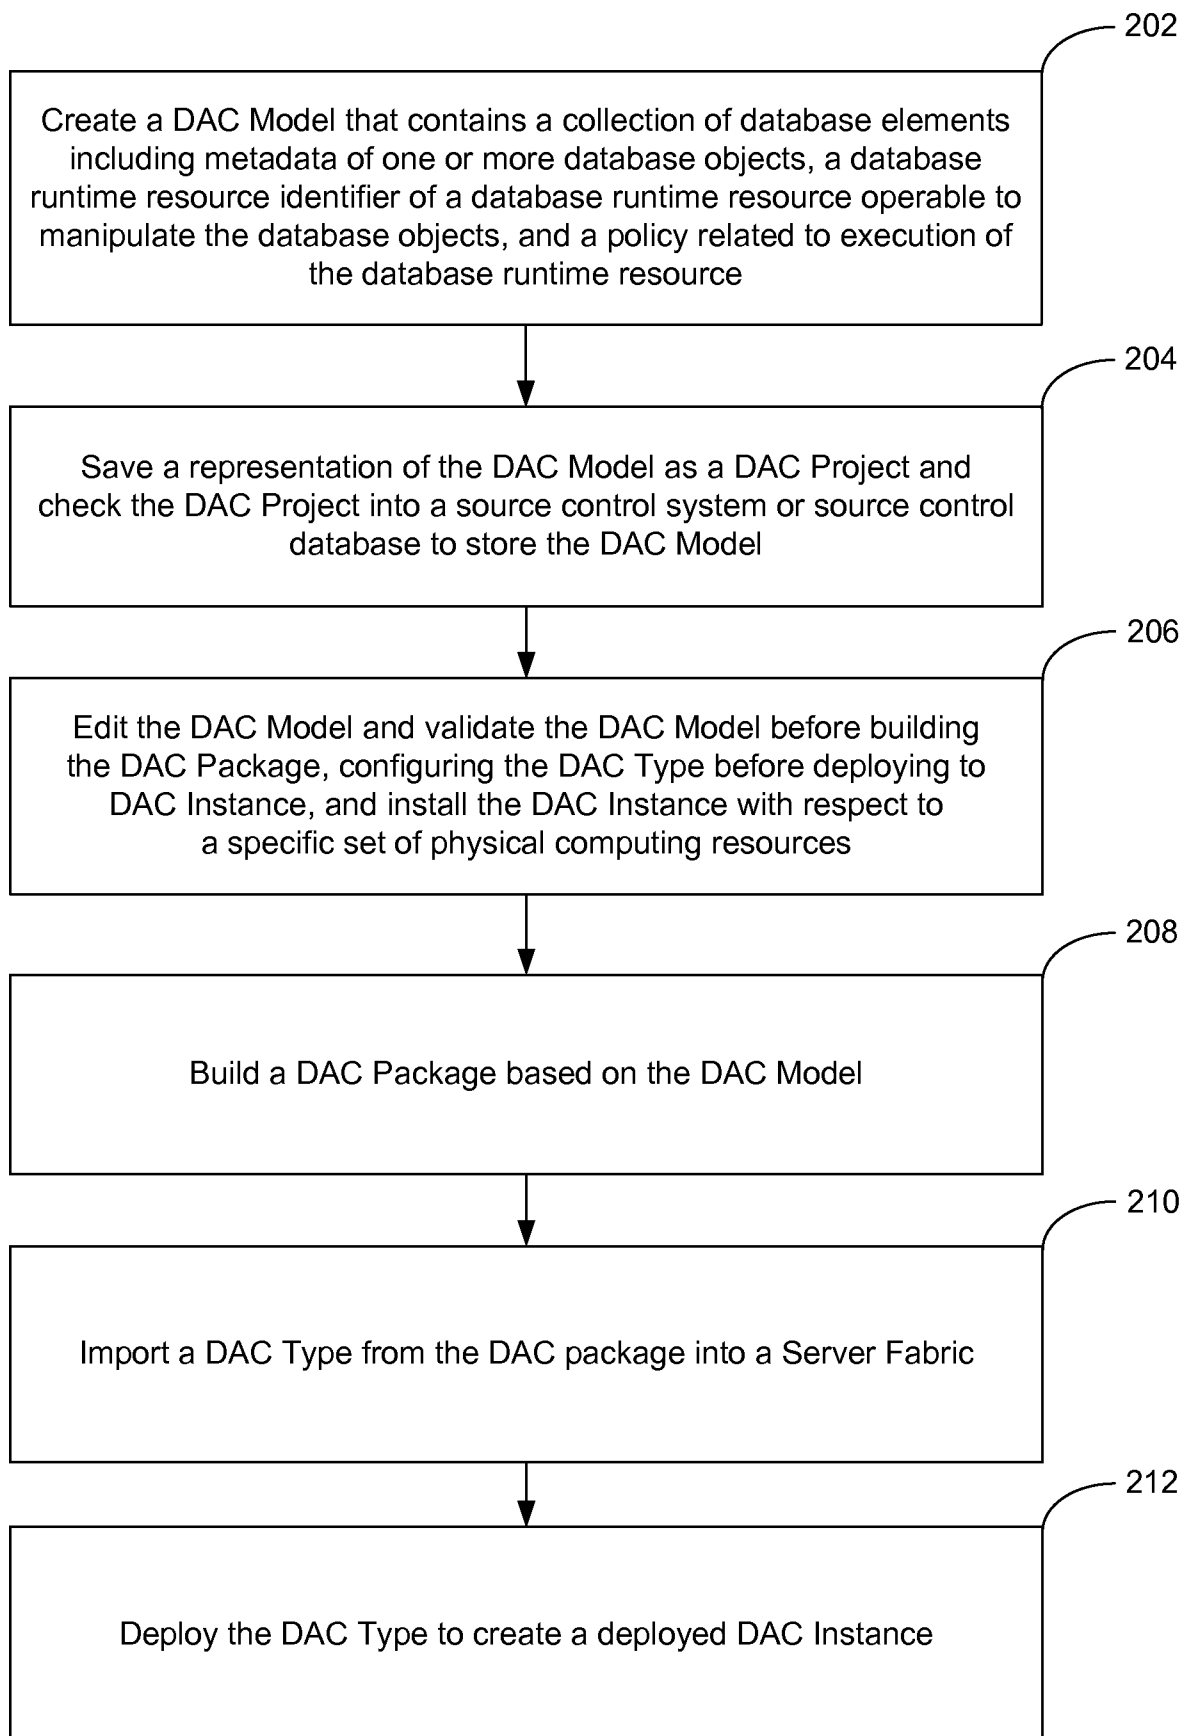 202
Create a DAC Model that contains a collection of database elements
including metadata of one or more database objects, a database
runtime resource identifier of a database runtime resource operable to
manipulate the database objects, and a policy related to execution of
the database runtime resource
204
Save a representation of the DAC Model as a DAC Project and
check the DAC Project into a source control system or source control
database to store the DAC Model
206
Edit the DAC Model and validate the DAC Model before building
the DAC Package, configuring the DAC Type before deploying to
DAC Instance, and install the DAC Instance with respect to
a specific set of physical computing resources
208
Build a DAC Package based on the DAC Model
210
Import a DAC Type from the DAC package into a Server Fabric
212
Deploy the DAC Type to create a deployed DAC Instance